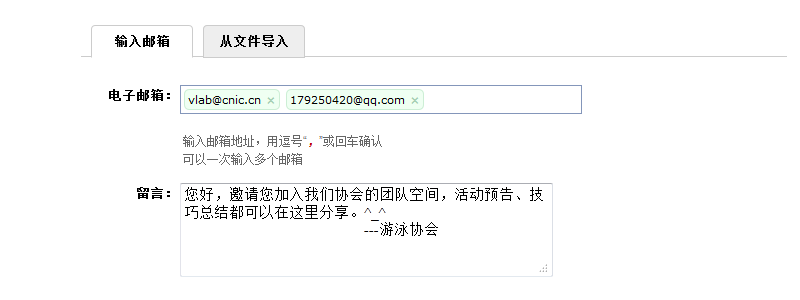 输入邮箱 从文件导入
电子邮箱： vlab@cnic.cn × 179250420@qq.com ×
输入邮箱地址，用逗号“，”或回车确认
可以一次输入多个邮箱
留言： 您好，邀请您加入我们协会的团队空间，活动预告、技
巧总结都可以在这里分享。^_^
---游泳协会